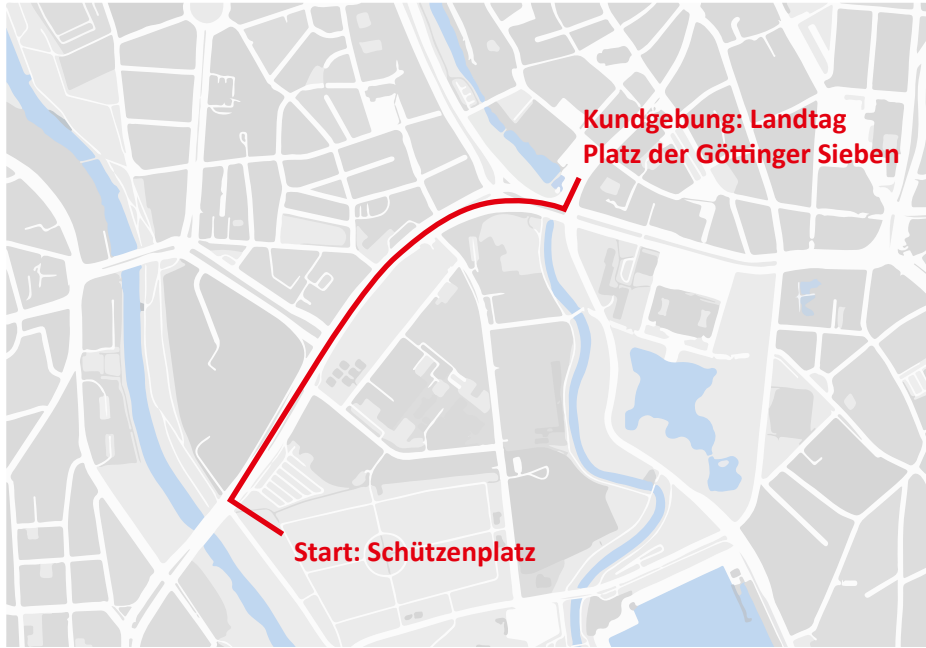 Kundgebung: Landtag
Platz der Göttinger Sieben
Start: Schützenplatz